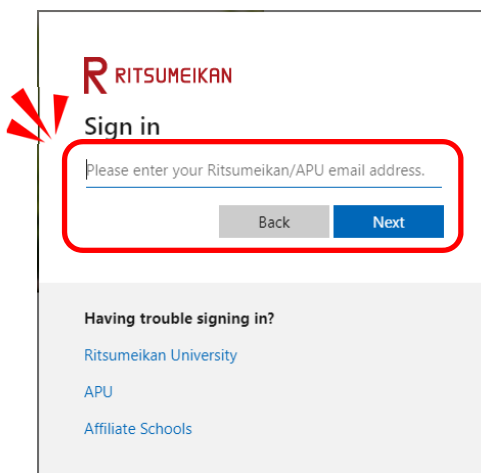 RITSUMEIKAN
Sign in
Please enter your Ritsumeikan/APU email address.
Back Next
Having trouble signing in?
Ritsumeikan University
APU
Affiliate Schools